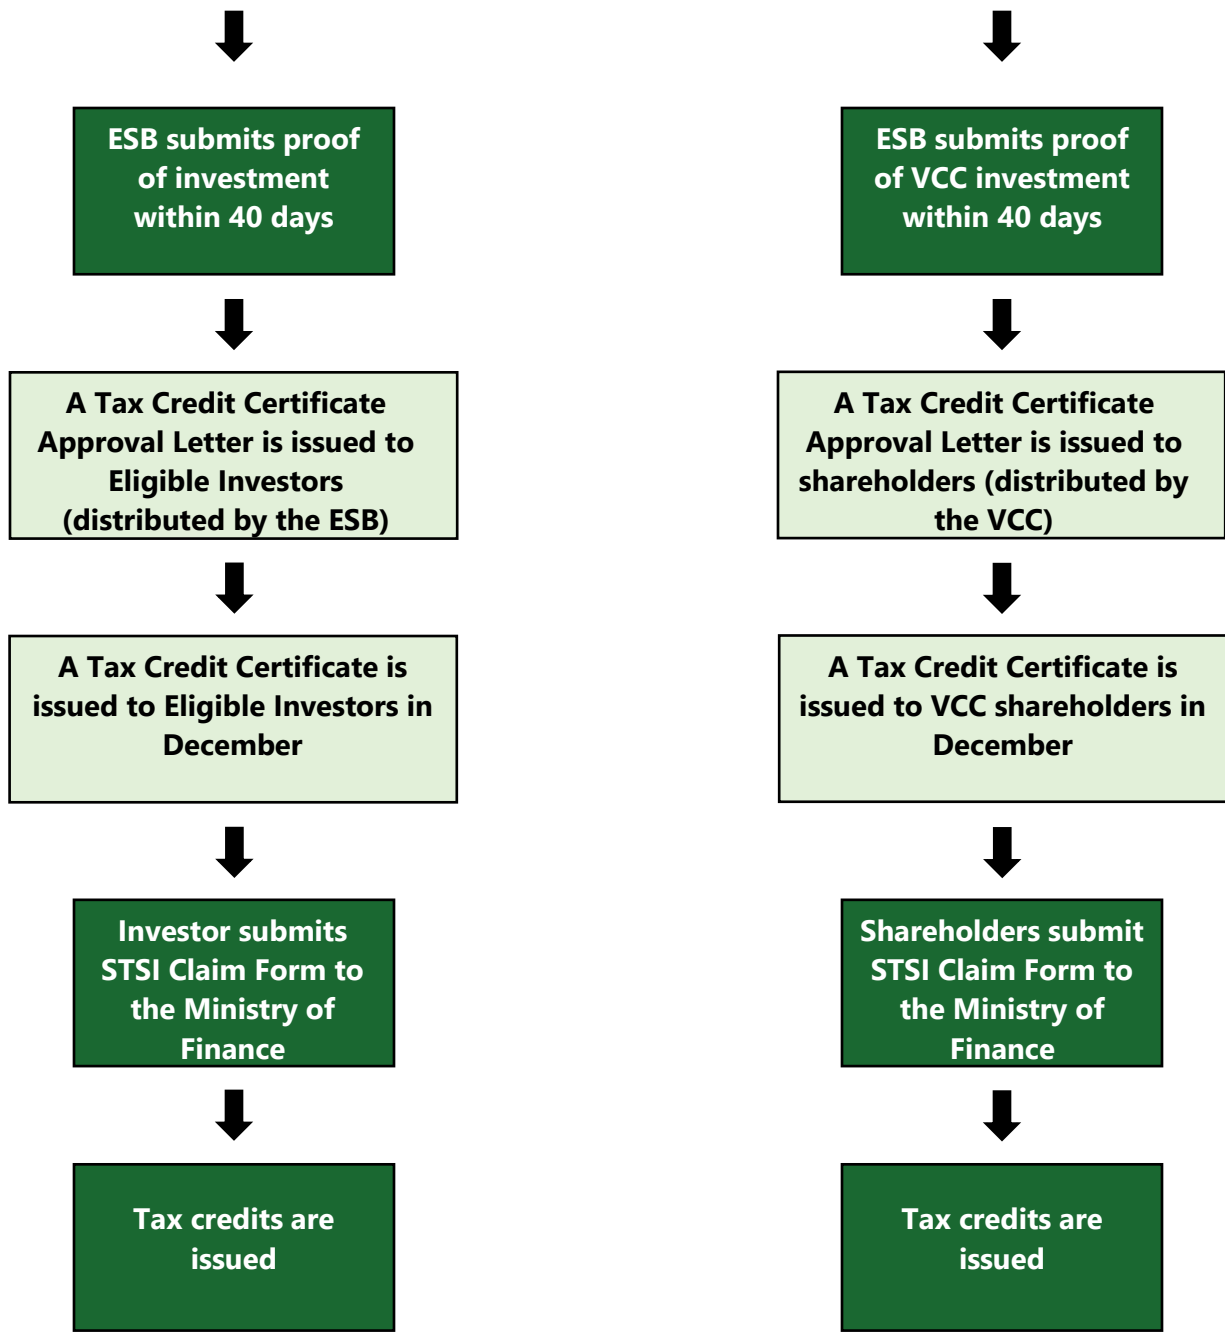 ESB submits proof
of investment
within 40 days
A Tax Credit Certificate
Approval Letter is issued to
Eligible Investors
(distributed by the ESB)
A Tax Credit Certificate is
issued to Eligible Investors in
December
Investor submits
STSI Claim Form to
the Ministry of
Finance
Tax credits are
issued
ESB submits proof
of VCC investment
within 40 days
A Tax Credit Certificate
Approval Letter is issued to
shareholders (distributed by
the VCC)
A Tax Credit Certificate is
issued to VCC shareholders in
December
Shareholders submit
STSI Claim Form to
the Ministry of
Finance
Tax credits are
issued